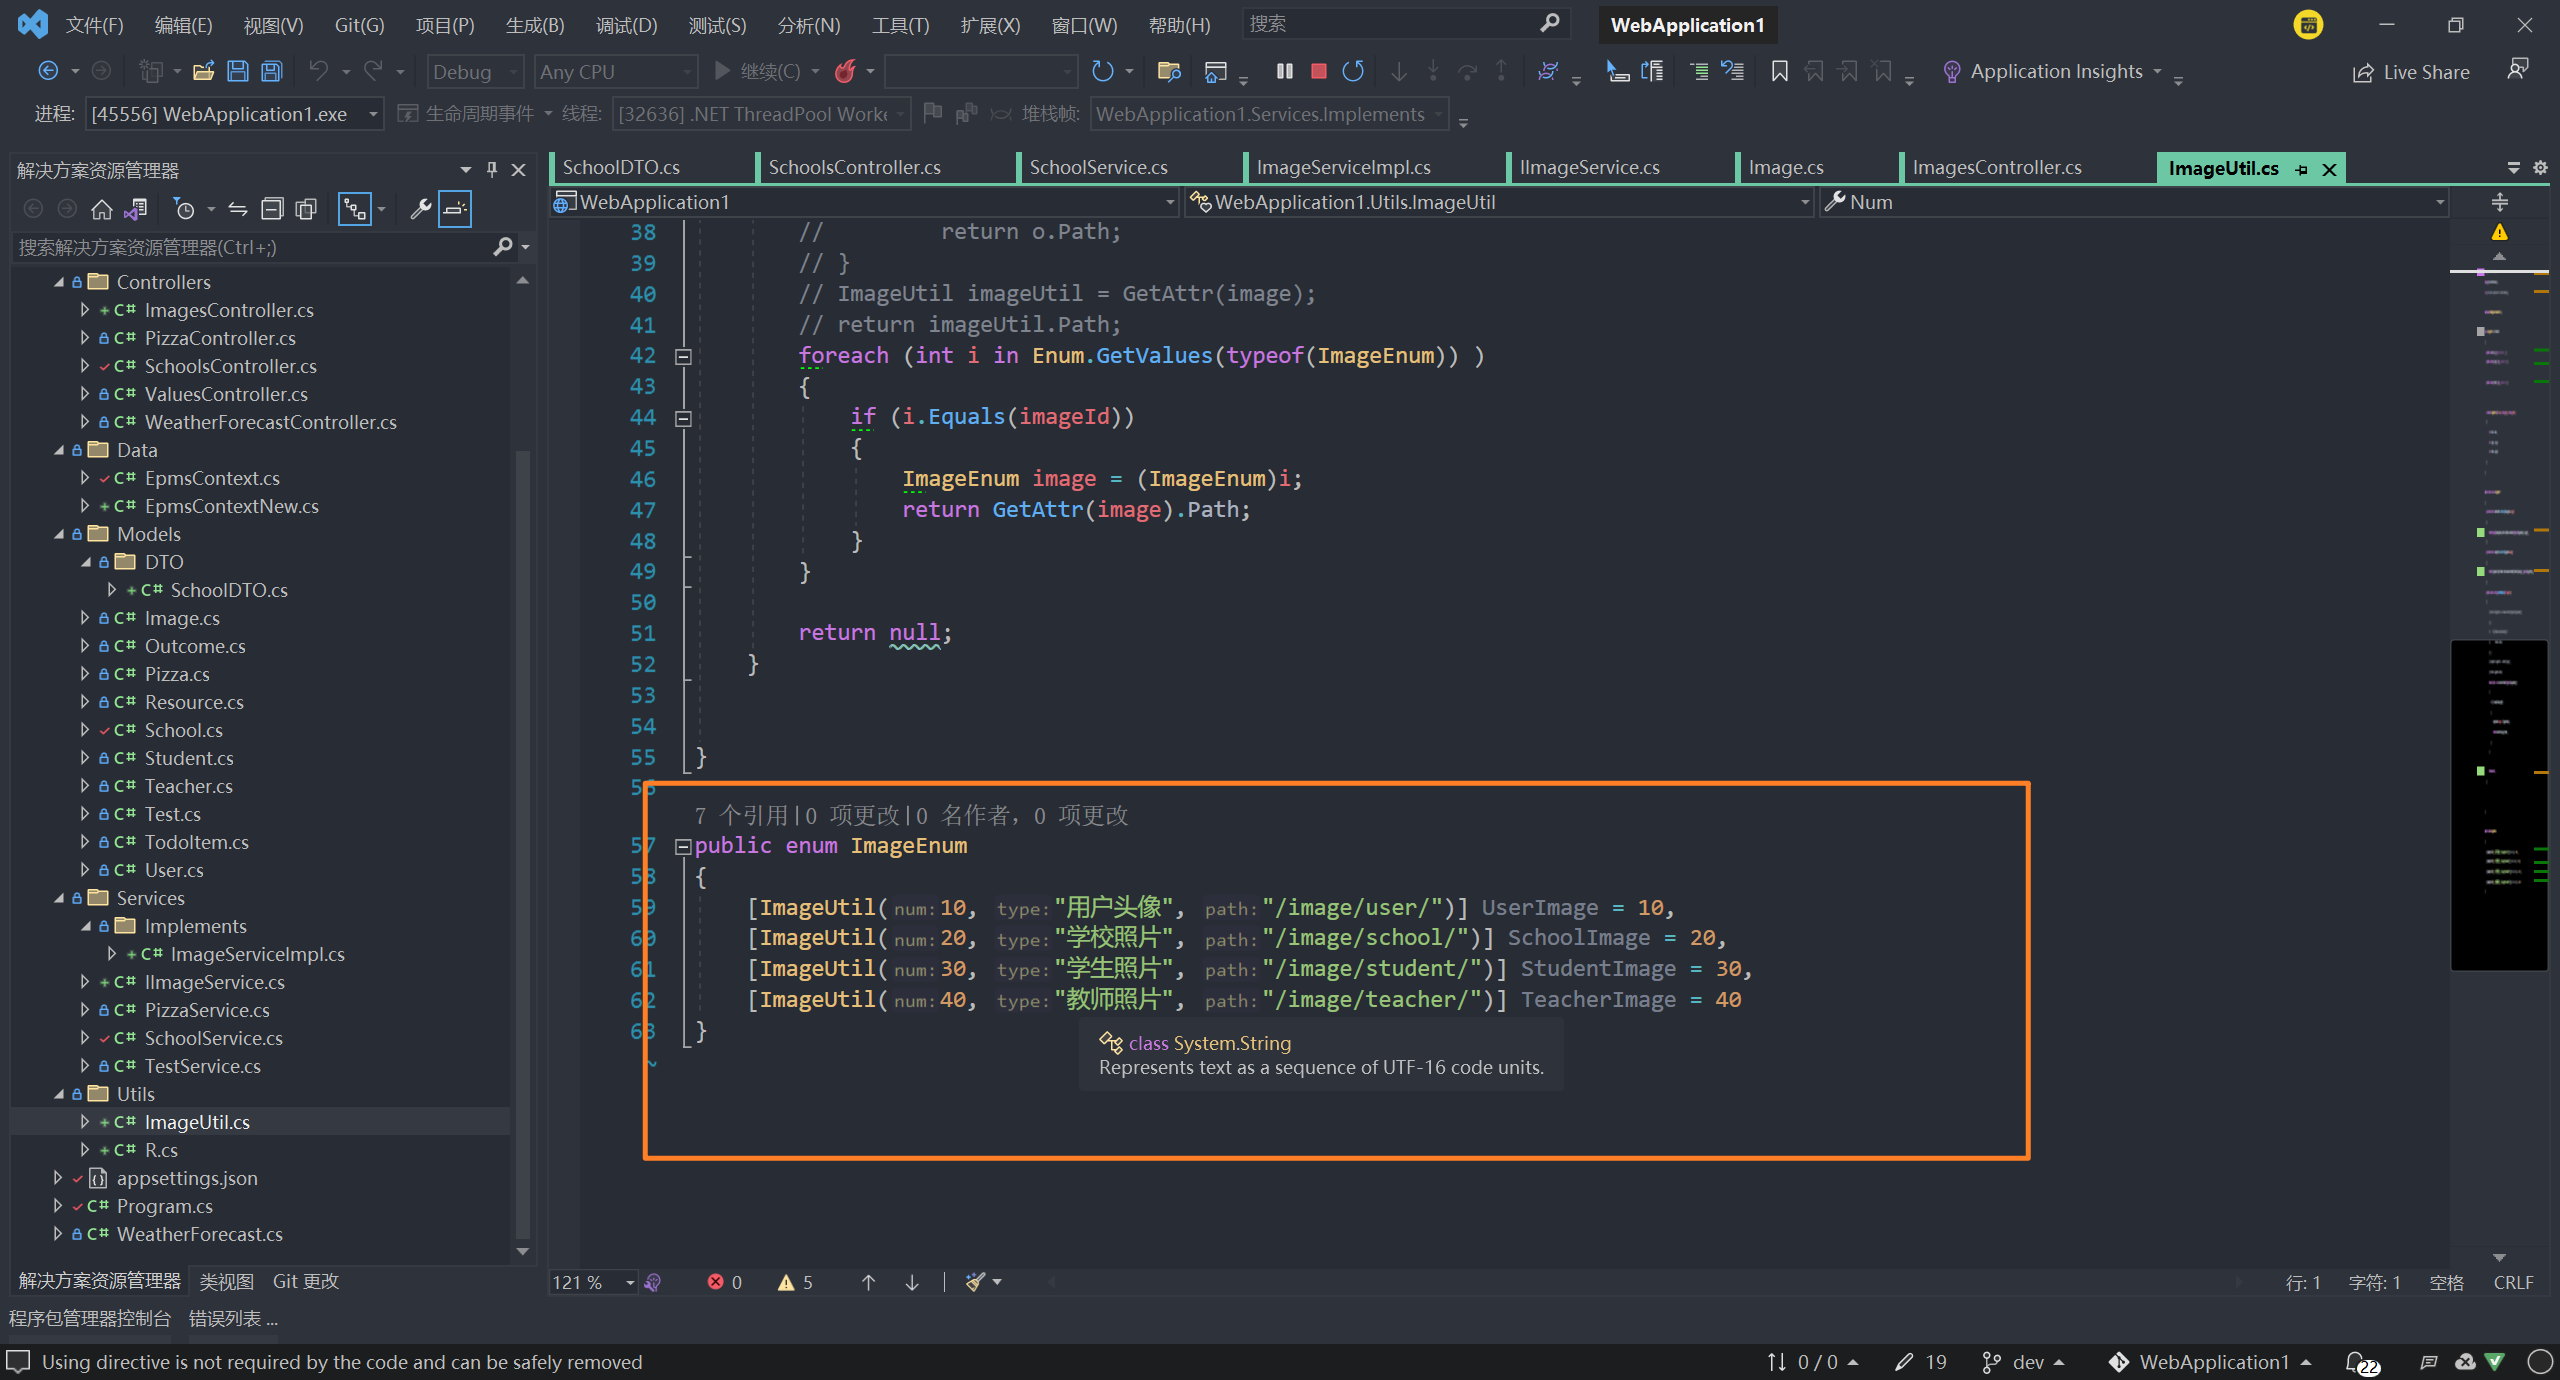 文件(F) 编辑(E) 视图(V) Git(G) 项目(P) 生成(B) 调试(D) 测试(S) 分析(N) 工具(T) 扩展(X) 窗口(W) 帮助(H) 搜索 WebApplication1
Debug Any CPU 继续(C) Application Insights Live Share
进程: [45556] WebApplication1.exe 生命周期事件 线程: [32636] .NET ThreadPool Worke 堆栈帧: WebApplication1.Services.Implements
解决方案资源管理器
搜索解决方案资源管理器(Ctrl+;)
Controllers
C# ImagesController.cs
C# PizzaController.cs
C# SchoolsController.cs
C# ValuesController.cs
C# WeatherForecastController.cs
Data
C# EpmsContext.cs
C# EpmsContextNew.cs
Models
DTO
C# SchoolDTO.cs
C# Image.cs
C# Outcome.cs
C# Pizza.cs
C# Resource.cs
C# School.cs
C# Student.cs
C# Teacher.cs
C# Test.cs
C# TodoItem.cs
C# User.cs
Services
Implements
C# ImageServiceImpl.cs
C# IImageService.cs
C# PizzaService.cs
C# SchoolService.cs
C# TestService.cs
Utils
C# ImageUtil.cs
C# R.cs
appsettings.json
C# Program.cs
C# WeatherForecast.cs
解决方案资源管理器 类视图 Git 更改
SchoolDTO.cs SchoolsController.cs SchoolService.cs ImageServiceImpl.cs IImageService.cs Image.cs ImagesController.cs ImageUtil.cs
WebApplication1 WebApplication1.Utils.ImageUtil Num
38 // return o.Path;
39 // }
40 // ImageUtil imageUtil = GetAttr(image);
41 // return imageUtil.Path;
42 foreach (int i in Enum.GetValues(typeof(ImageEnum)) )
43 {
44 if (i.Equals(imageId))
45 {
46 ImageEnum image = (ImageEnum)i;
47 return GetAttr(image).Path;
48 }
49 }
50
51 return null;
52 }
53
54
55 }
56
7 个引用|0 项更改|0 名作者, 0 项更改
57 public enum ImageEnum
58 {
59 [ImageUtil(num:10, type:"用户头像", path:"/image/user/")] UserImage = 10,
60 [ImageUtil(num:20, type:"学校照片", path:"/image/school/")] SchoolImage = 20,
61 [ImageUtil(num:30, type:"学生照片", path:"/image/student/")] StudentImage = 30,
62 [ImageUtil(num:40, type:"教师照片", path:"/image/teacher/")] TeacherImage = 40
63 }
~
class System.String
Represents text as a sequence of UTF-16 code units.
121 % 0 5 行: 1 字符: 1 空格 CRLF
程序包管理器控制台 错误列表 ...
Using directive is not required by the code and can be safely removed 0 / 0 19 dev WebApplication1 22